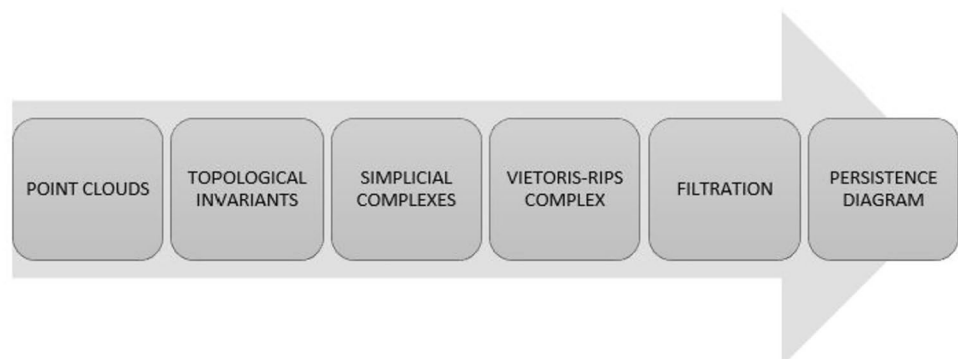 POINT CLOUDS
TOPOLOGICAL
INVARIANTS
SIMPLICIAL
COMPLEXES
VIETORIS-RIPS
COMPLEX
FILTRATION
PERSISTENCE
DIAGRAM